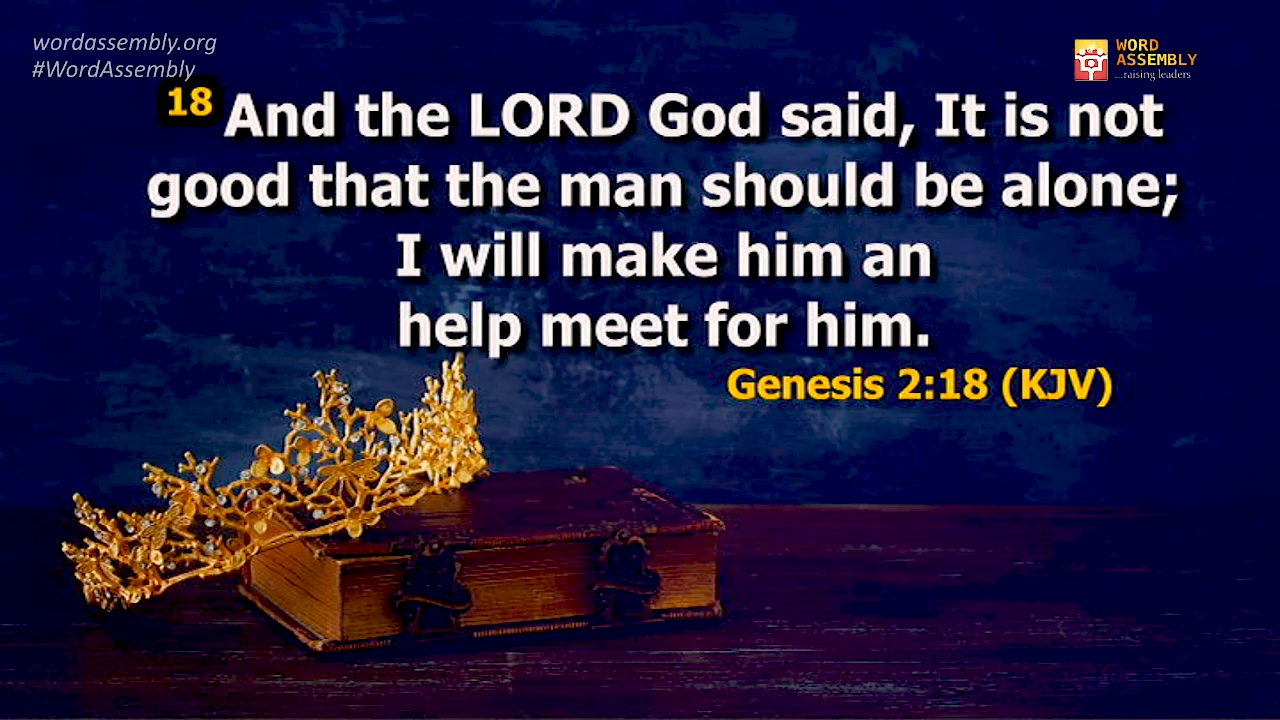 wordassembly.org
#WordAssembly
WORD
ASSEMBLY
...raising leaders
18 And the LORD God said, It is not
good that the man should be alone;
I will make him an
help meet for him.
Genesis 2:18 (KJV)